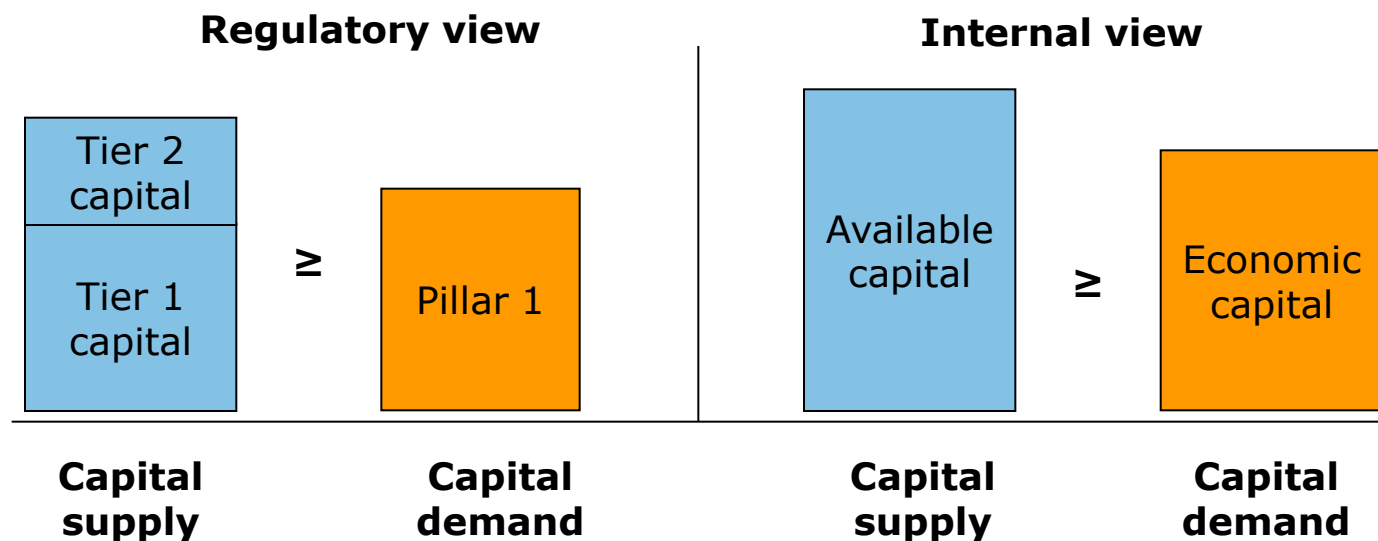 Regulatory view
Internal view
Tier 2
capital
Tier 1
capital
≥
Pillar 1
Available
capital
≥
Economic
capital
Capital
supply
Capital
demand
Capital
supply
Capital
demand